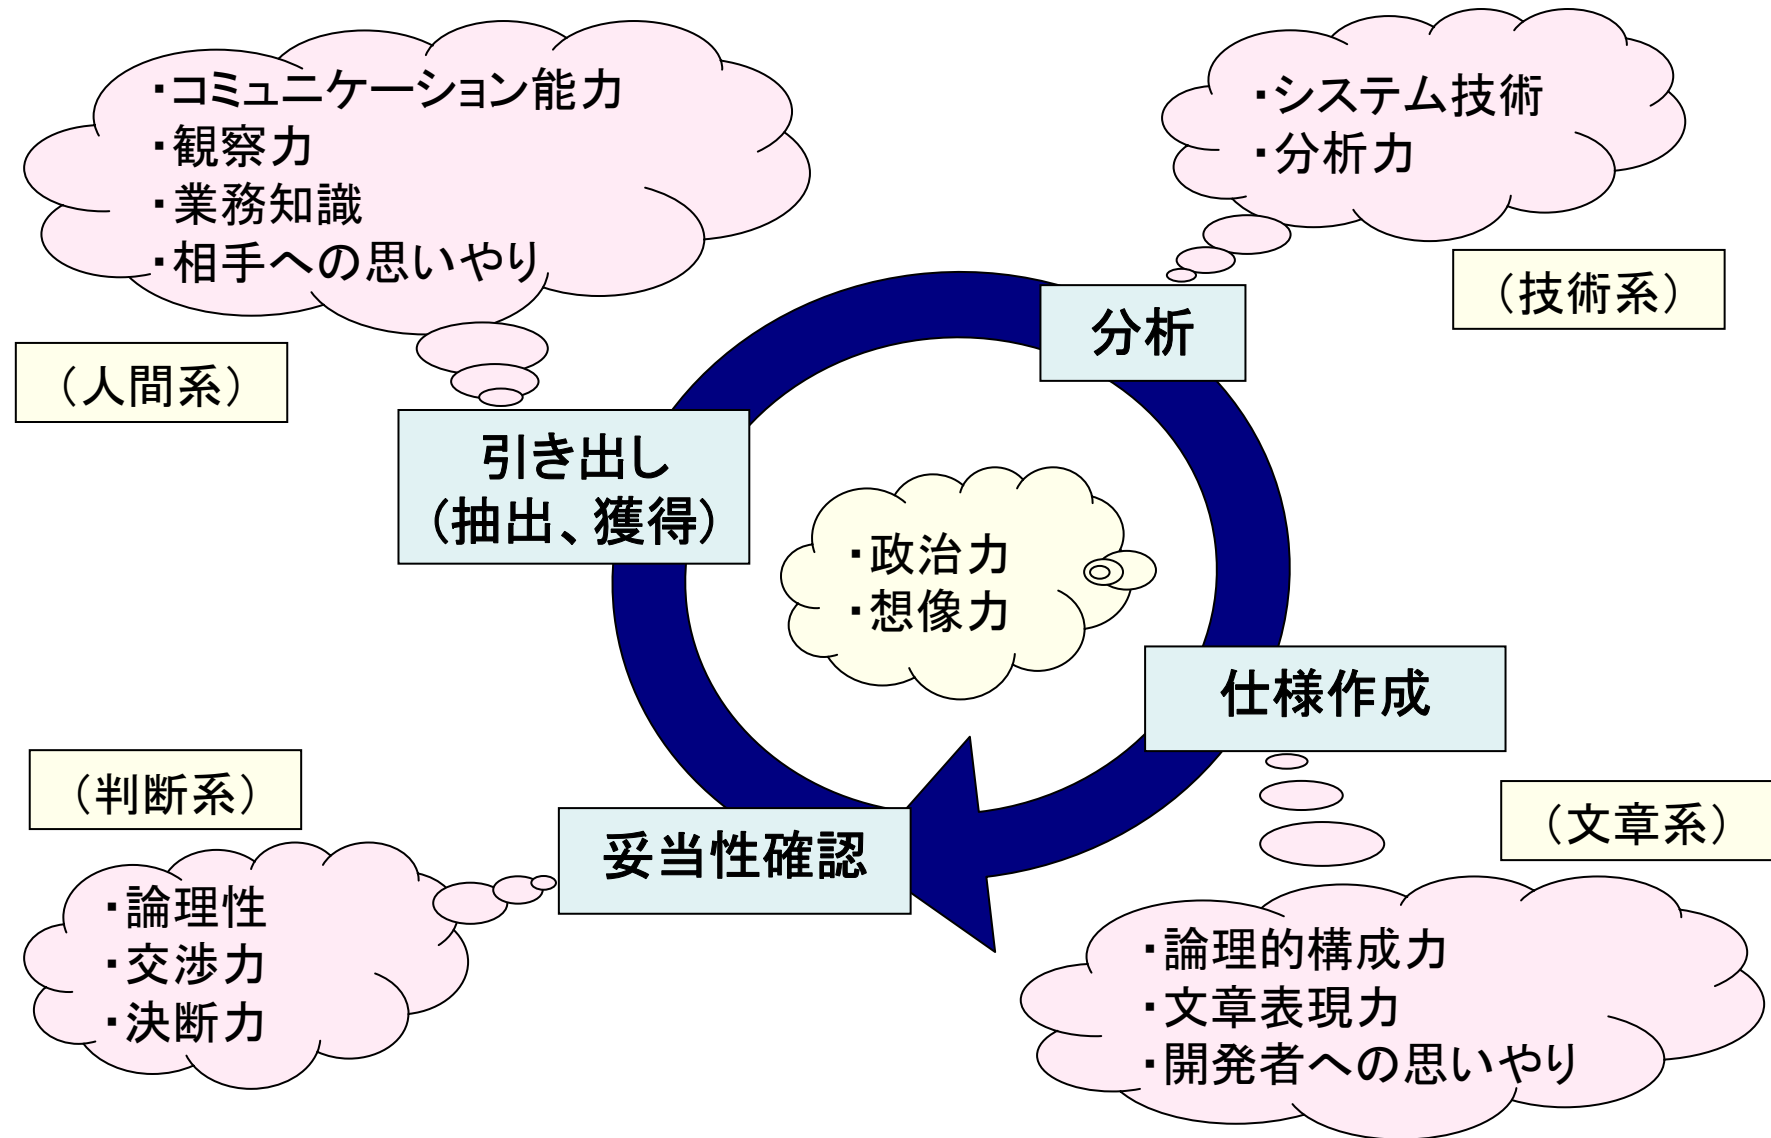 ・コミュニケーション能力
・観察力
・業務知識
・相手への思いやり
（人間系）
・システム技術
・分析力
（技術系）
分析
引き出し
（抽出、獲得）
・政治力
・想像力
仕様作成
（文章系）
・論理的構成力
・文章表現力
・開発者への思いやり
妥当性確認
（判断系）
・論理性
・交渉力
・決断力